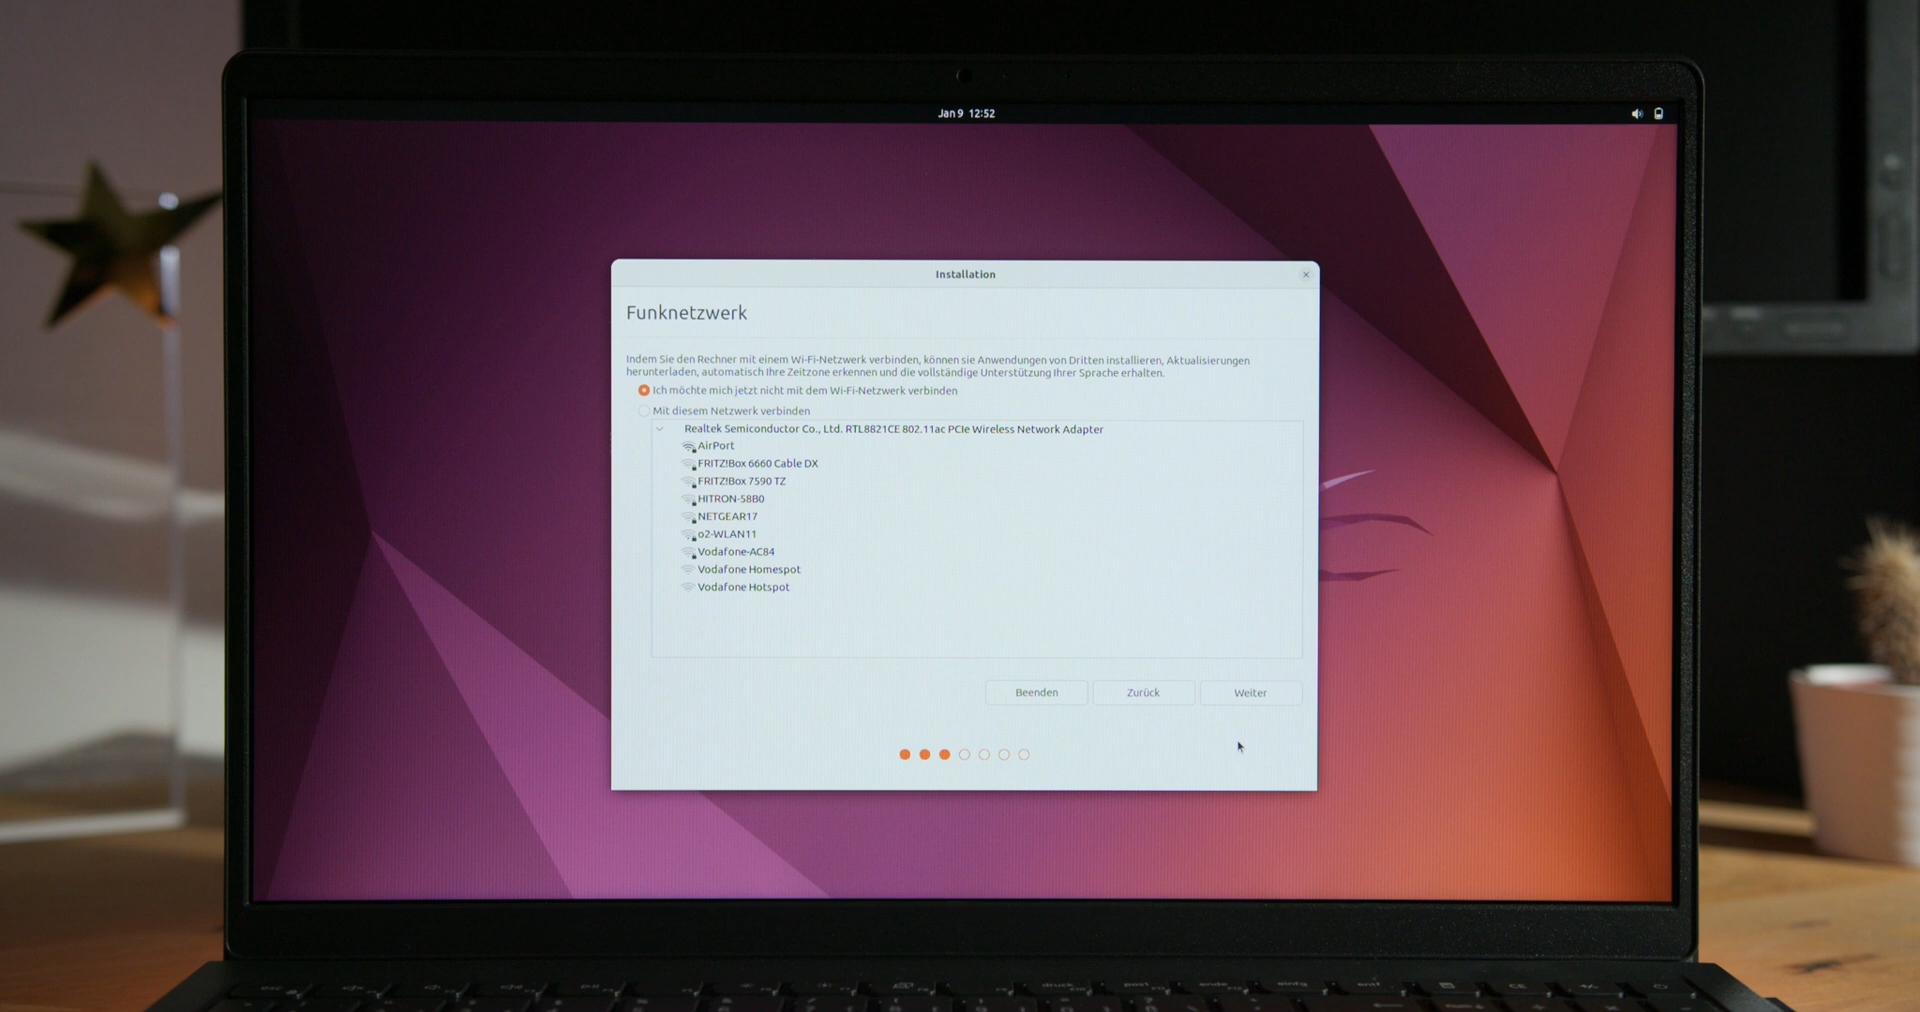 Jan 9 12:52
Installation
Funknetzwerk
Indem Sie den Rechner mit einem Wi-Fi-Netzwerk verbinden, können sie Anwendungen von Dritten installieren, Aktualisierungen
herunterladen, automatisch Ihre Zeitzone erkennen und die vollständige Unterstützung Ihrer Sprache erhalten.
Ich möchte mich jetzt nicht mit dem Wi-Fi-Netzwerk verbinden
Mit diesem Netzwerk verbinden
Realtek Semiconductor Co., Ltd. RTL8821CE 802.11ac PCIe Wireless Network Adapter
AirPort
FRITZ!Box 6660 Cable DX
FRITZ!Box 7590 TZ
HITRON-58B0
NETGEAR17
o2-WLAN11
Vodafone-AC84
Vodafone Homespot
Vodafone Hotspot
Beenden Zurück Weiter